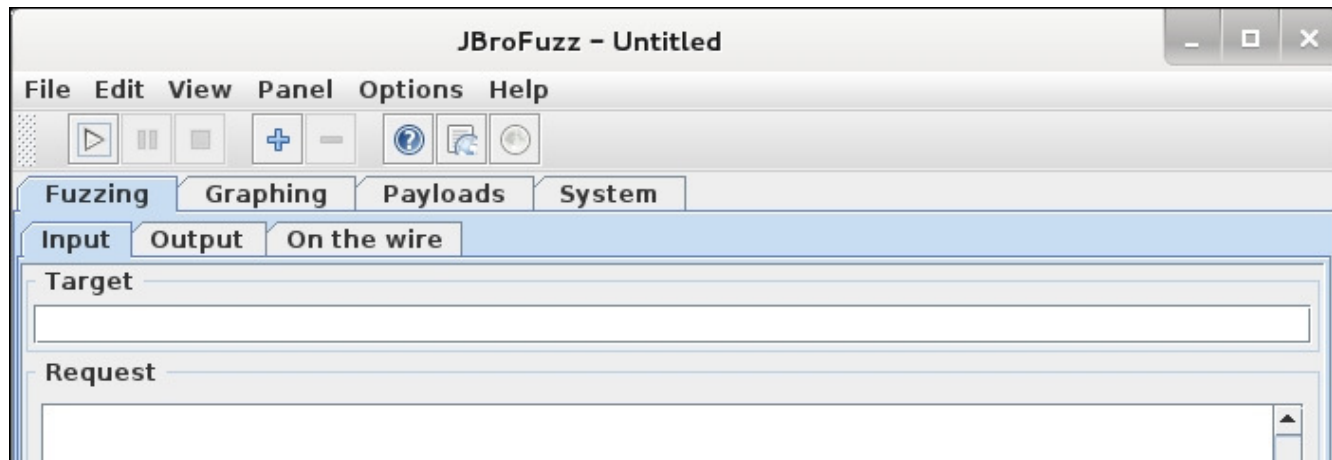 JBroFuzz – Untitled
File Edit View Panel Options Help
Fuzzing Graphing Payloads System
Input Output On the wire
Target
Request